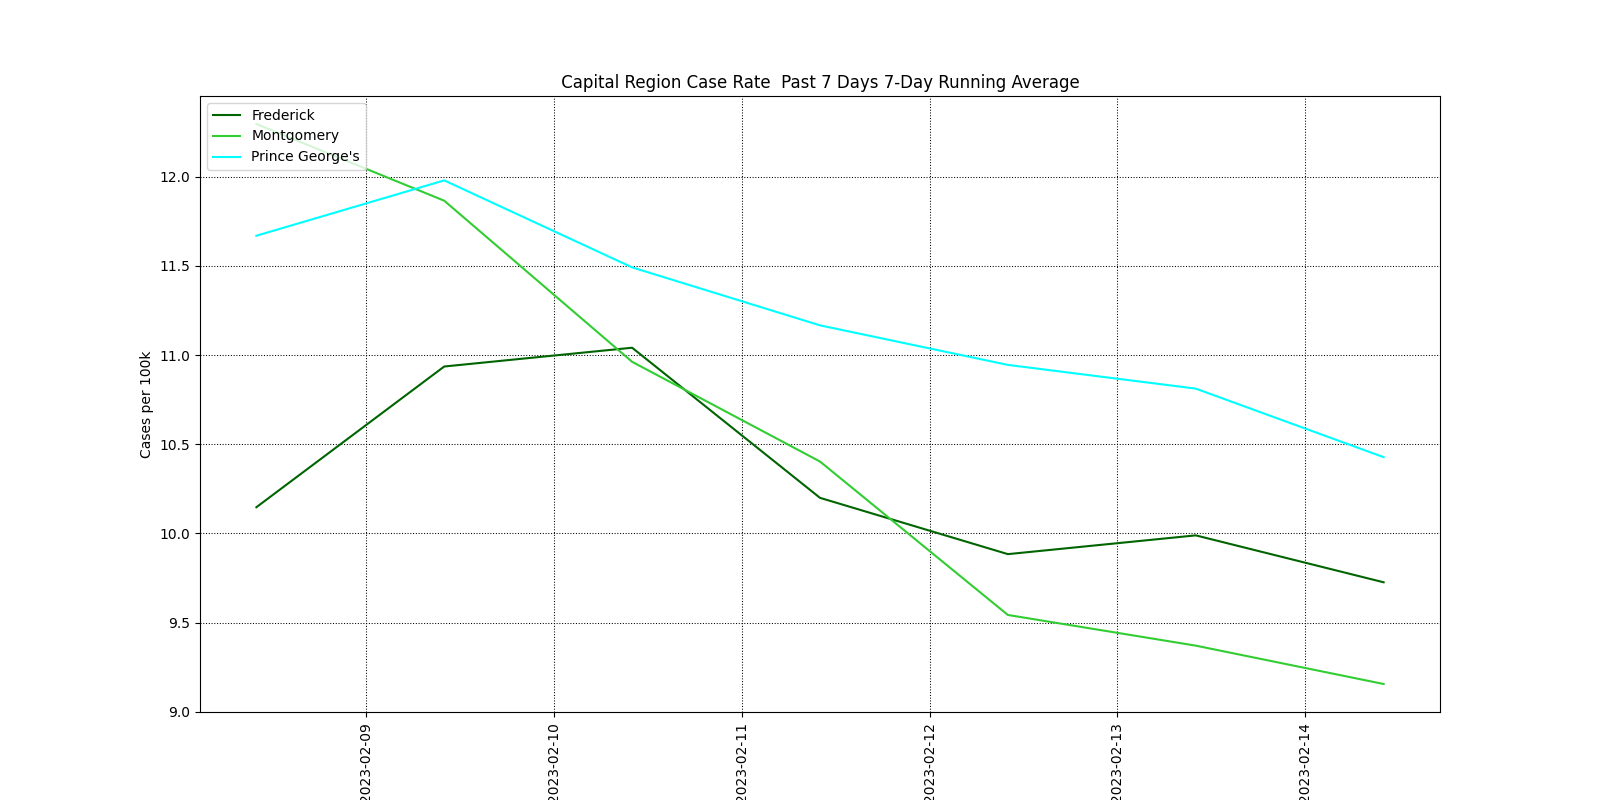 Capital Region Case Rate  Past 7 Days 7-Day Running Average
Frederick
Montgomery
Prince George's
Cases per 100k
12.0
11.5
11.0
10.5
10.0
9.5
9.0
2023-02-09
2023-02-10
2023-02-11
2023-02-12
2023-02-13
2023-02-14